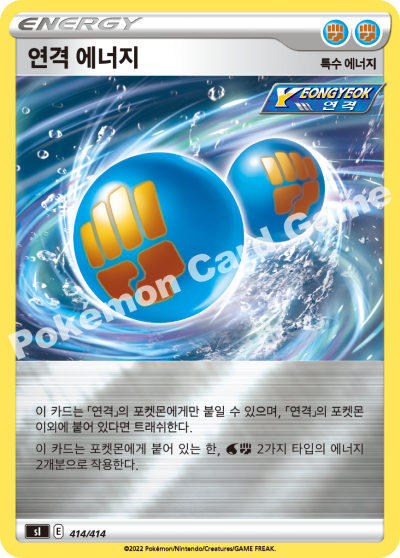 ENERGY
연격 에너지
특수 에너지
YEONGYEOK
연격
Pokémon Card Game
이 카드는 「연격」의 포켓몬에게만 붙일 수 있으며, 「연격」의 포켓몬
이외에 붙어 있다면 트래쉬한다.
이 카드는 포켓몬에게 붙어 있는 한, 2가지 타입의 에너지
2개분으로 작용한다.
sI E 414/414
©2022 Pokémon/Nintendo/Creatures/GAME FREAK.